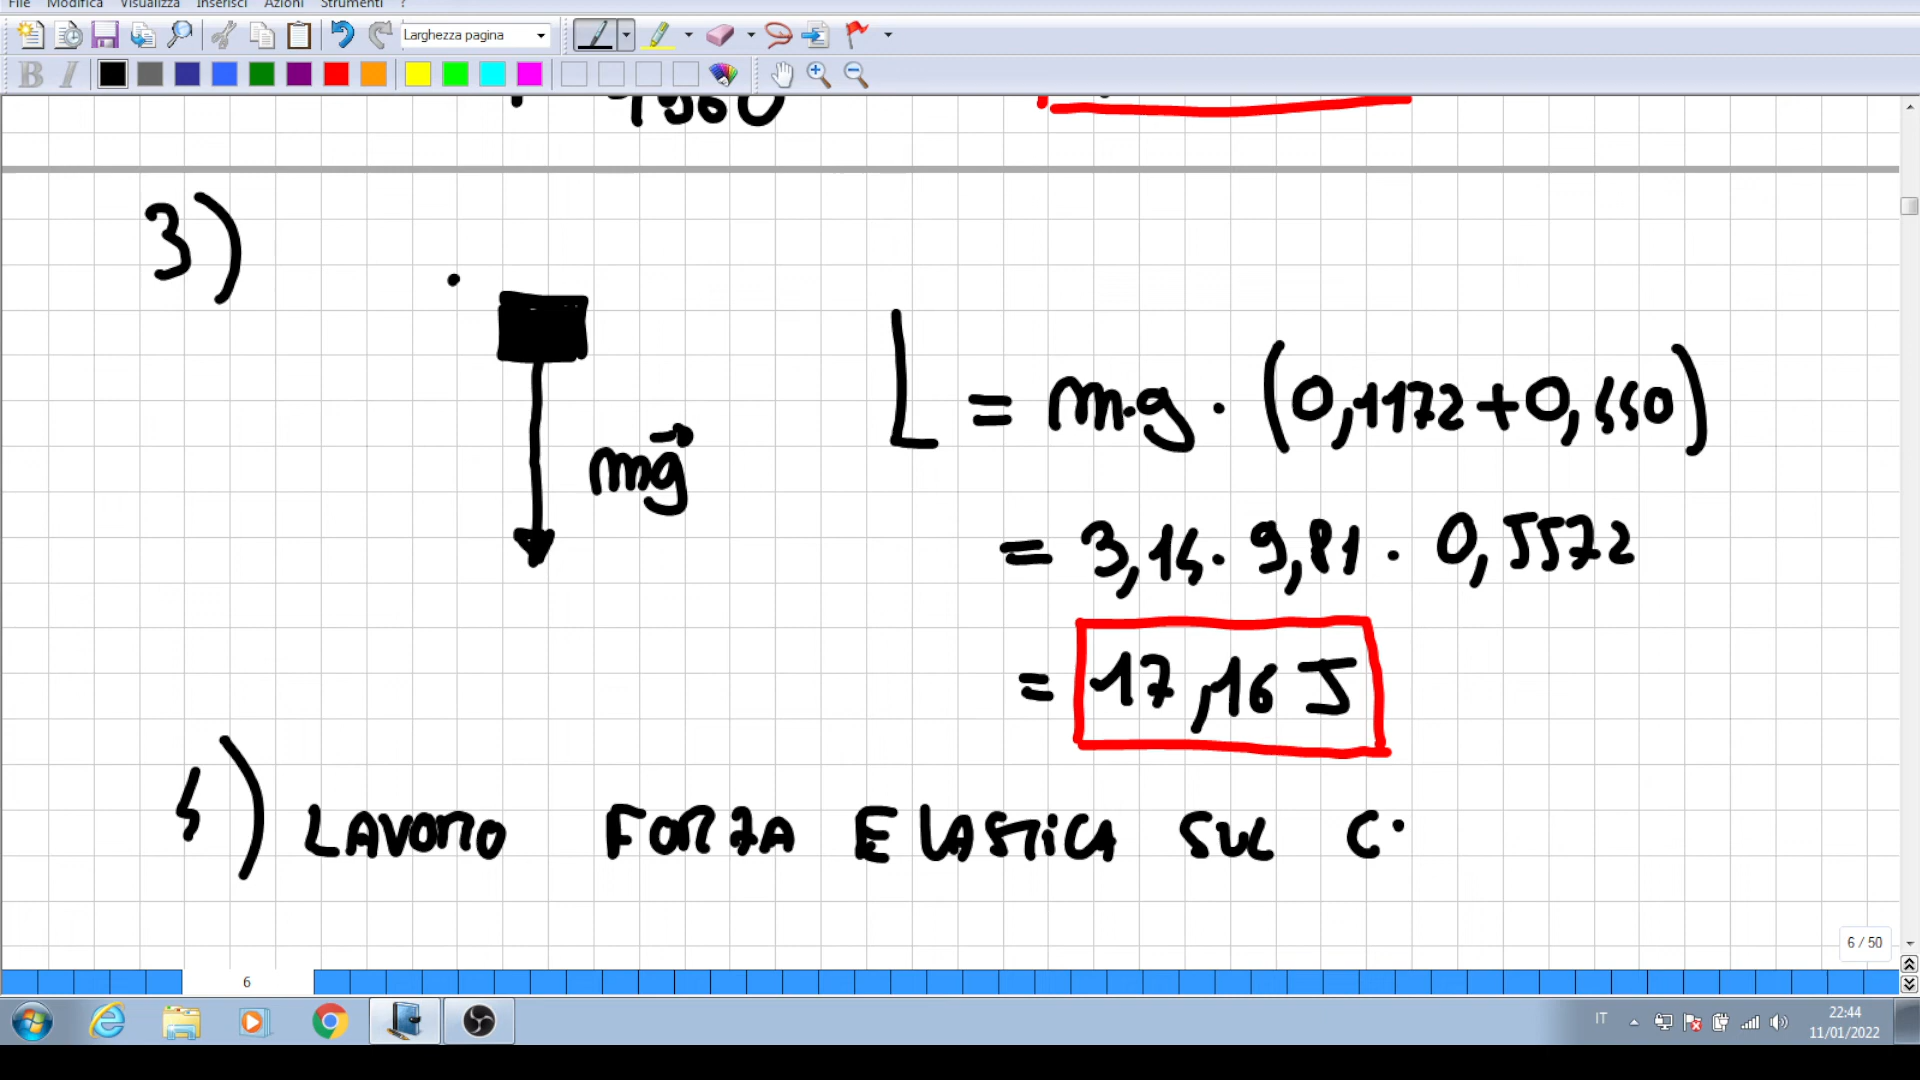 File Modifica Visualizza Inserisci Azioni Strumenti ?
Larghezza pagina
B I
1960
3)
mg
L = m·g · (0,1172+0,440)
= 3,14 · 9,81 · 0,5572
= 17,16 J
4) LAVORO FORZA ELASTICA SUL C
6 / 50
6
IT
22:44
11/01/2022